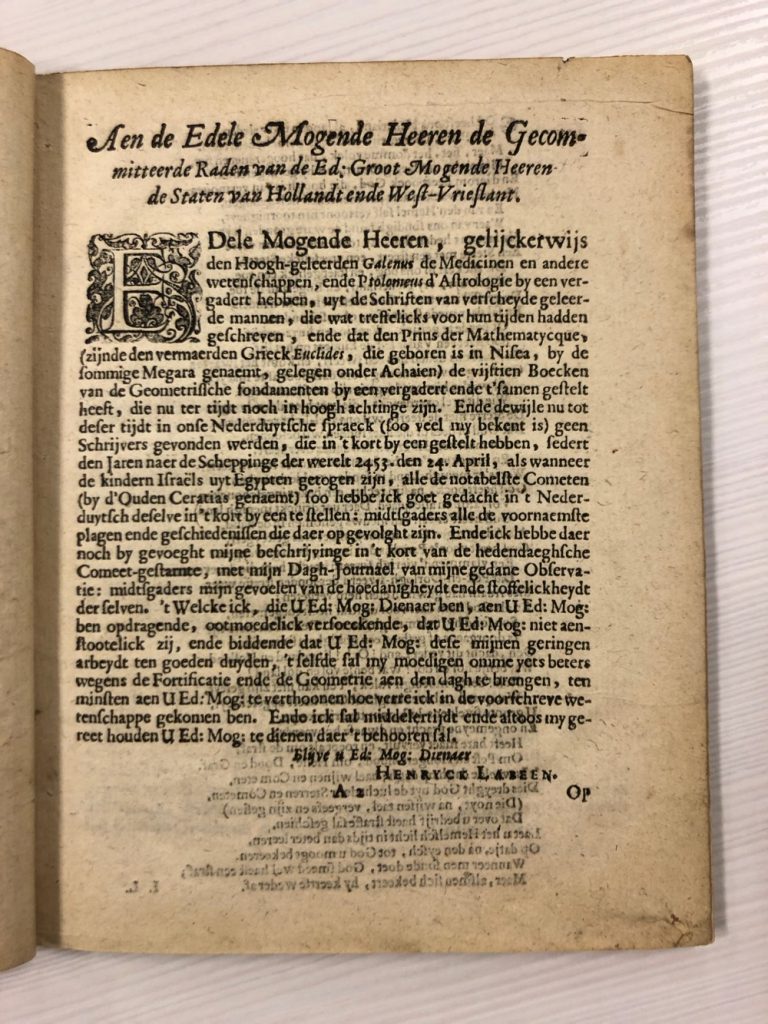 Aen de Edele Mogende Heeren de Gecom-
mitteerde Raden van de Ed: Groot Mogende Heeren
de Staten van Hollandt ende West-Vrieslant.
EDele Mogende Heeren, gelijckerwijs
den Hoogh-geleerden Galenus de Medicinen en andere
wetenschappen, ende Ptolomeus d'Astrologie by een ver-
gadert hebben, uyt de Schriften van verscheyde geleer-
de mannen, die wat treffelicks voor hun tijden hadden
geschreven, ende dat den Prins der Mathematycque,
(zijnde den vermaerden Grieck Euclides, die geboren is in Nisea, by de
sommige Megara genaemt, gelegen onder Achaien) de vijftien Boecken
van de Geometrissche fondamenten by een vergadert ende t'samen gestelt
heeft, die nu ter tijdt noch in hoogh achtinge zijn. Ende dewijle nu tot
deser tijdt in onse Nederduytsche spraeck (soo veel my bekent is) geen
Schrijvers gevonden werden, die in 't kort by een gestelt hebben, sedert
den Jaren naer de Scheppinge der werelt 2453. den 24. April, als wanneer
de kindern Israëls uyt Egypten getogen zijn, alle de notabelste Cometen
(by d'Ouden Ceratias genaemt) soo hebbe ick goet gedacht in 't Neder-
duytsch deselve in 't kort by een te stellen: midtsgaders alle de voornaemste
plagen ende geschiedenissen die daer op gevolght zijn. Ende ick hebbe daer
noch by gevoeght mijne beschrijvinge in 't kort van de hedendaeghsche
Comeet-gestarnte, met mijn Dagh-Journael van mijne gedane Observa-
tie: midtsgaders mijn gevoelen van de hoedanigheydt ende stoffelickheydt
der selven. 't Welcke ick, die U Ed: Mog: Dienaer ben, aen U Ed: Mog:
ben opdragende, ootmoedelick versoeckende, dat U Ed: Mog: niet aen-
stootelick zij, ende biddende dat U Ed: Mog: dese mijnen geringen
arbeydt ten goeden duyden, 't selfde sal my moedigen omme yets beters
wegens de Fortificatie ende de Geometrie aen den dagh te brengen, ten
minsten aen U Ed: Mog: te verthoonen hoe verre ick in de voorschreve we-
tenschappe gekomen ben. Ende ick sal middelertijdt ende altoos my ge-
reet houden U Ed: Mog: te dienen daer 't behooren sal.
Blijve u Ed: Mog: Dienaer
HENRYCK
A 2 Op